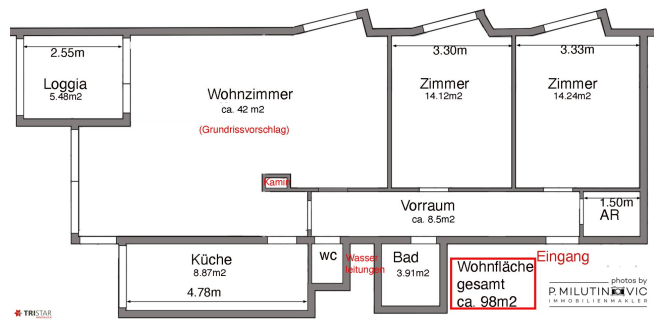 2.55m
Loggia
5.48m2
Wohnzimmer
ca. 42 m2
(Grundrissvorschlag)
3.30m
Zimmer
14.12m2
3.33m
Zimmer
14.24m2
Kamin
Vorraum
ca. 8.5m2
1.50m
AR
Küche
8.87m2
4.78m
wc
Wasser
leitungen
Bad
3.91m2
Eingang
Wohnfläche
gesamt
ca. 98m2
photos by
P.MILUTINOVIC
IMMOBILIENMAKLER
TRISTAR